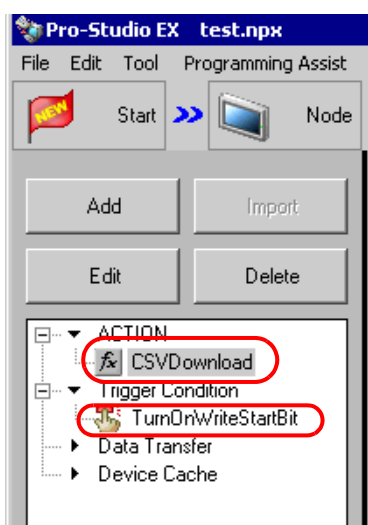 Pro-Studio EX test.npx
File Edit Tool Programming Assist
NEW Start Node
Add Import
Edit Delete
ACTION
fx CSVDownload
Trigger Condition
TurnOnWriteStartBit
Data Transfer
Device Cache